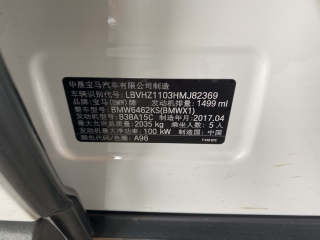 华晨宝马汽车有限公司制造
车辆识别代号: LBVHZ1103HMJ82369
品牌: 宝马(BMW)牌 发动机排量: 1499 ml
整车型号: BMW6462KS(BMWX1)
发动机型号: B38A15C 制造年月: 2017.04
最大允许总质量: 2035 kg 乘坐人数: 5 人
发动机最大净功率: 100 kW 制造国: 中国
颜色代码/色漆: A96